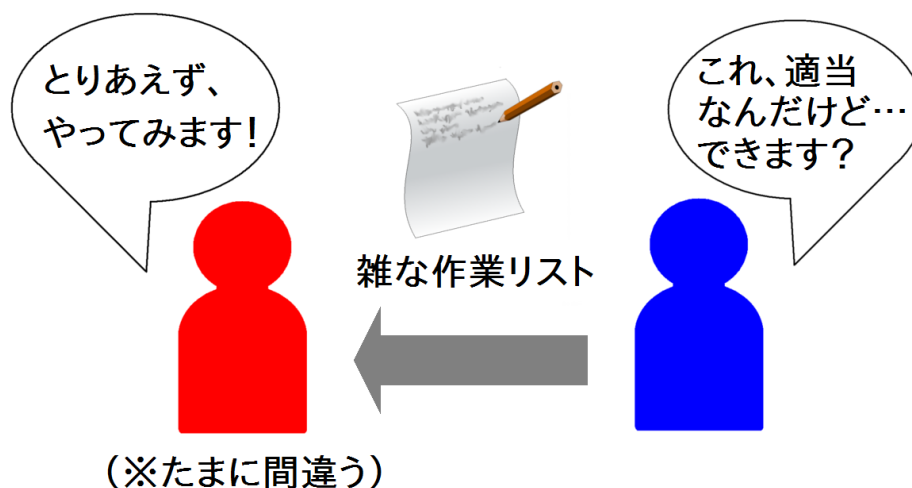 とりあえず、
やってみます!
これ、適当
なんだけど…
できます?
雑な作業リスト
(※たまに間違う)